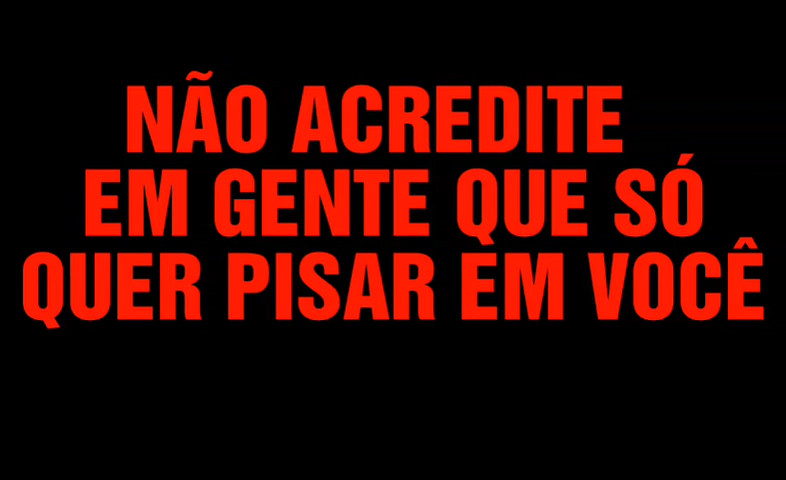 NÃO ACREDITE
EM GENTE QUE SÓ
QUER PISAR EM VOCÊ